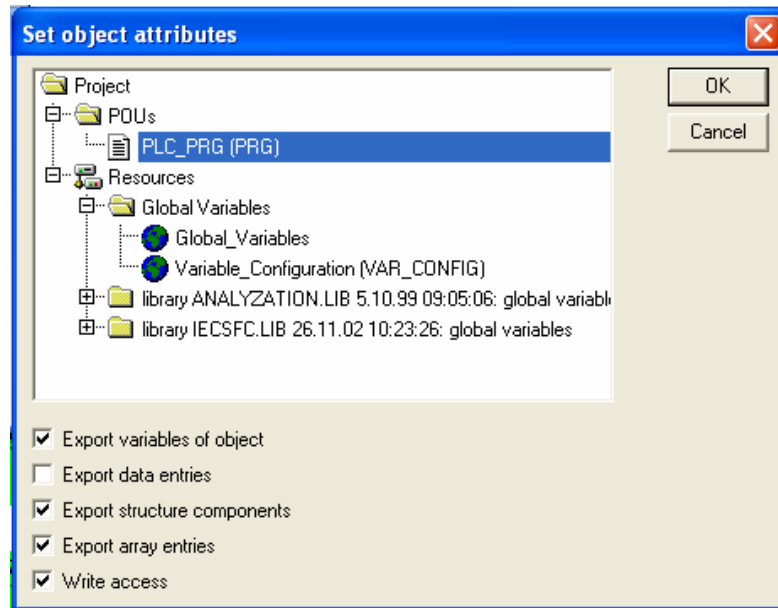 Set object attributes
Project
OK
POUs
Cancel
PLC_PRG (PRG)
Resources
Global Variables
Global_Variables
Variable_Configuration (VAR_CONFIG)
library ANALYZATION.LIB 5.10.99 09:05:06: global variabl
library IECSFC.LIB 26.11.02 10:23:26: global variables
Export variables of object
Export data entries
Export structure components
Export array entries
Write access